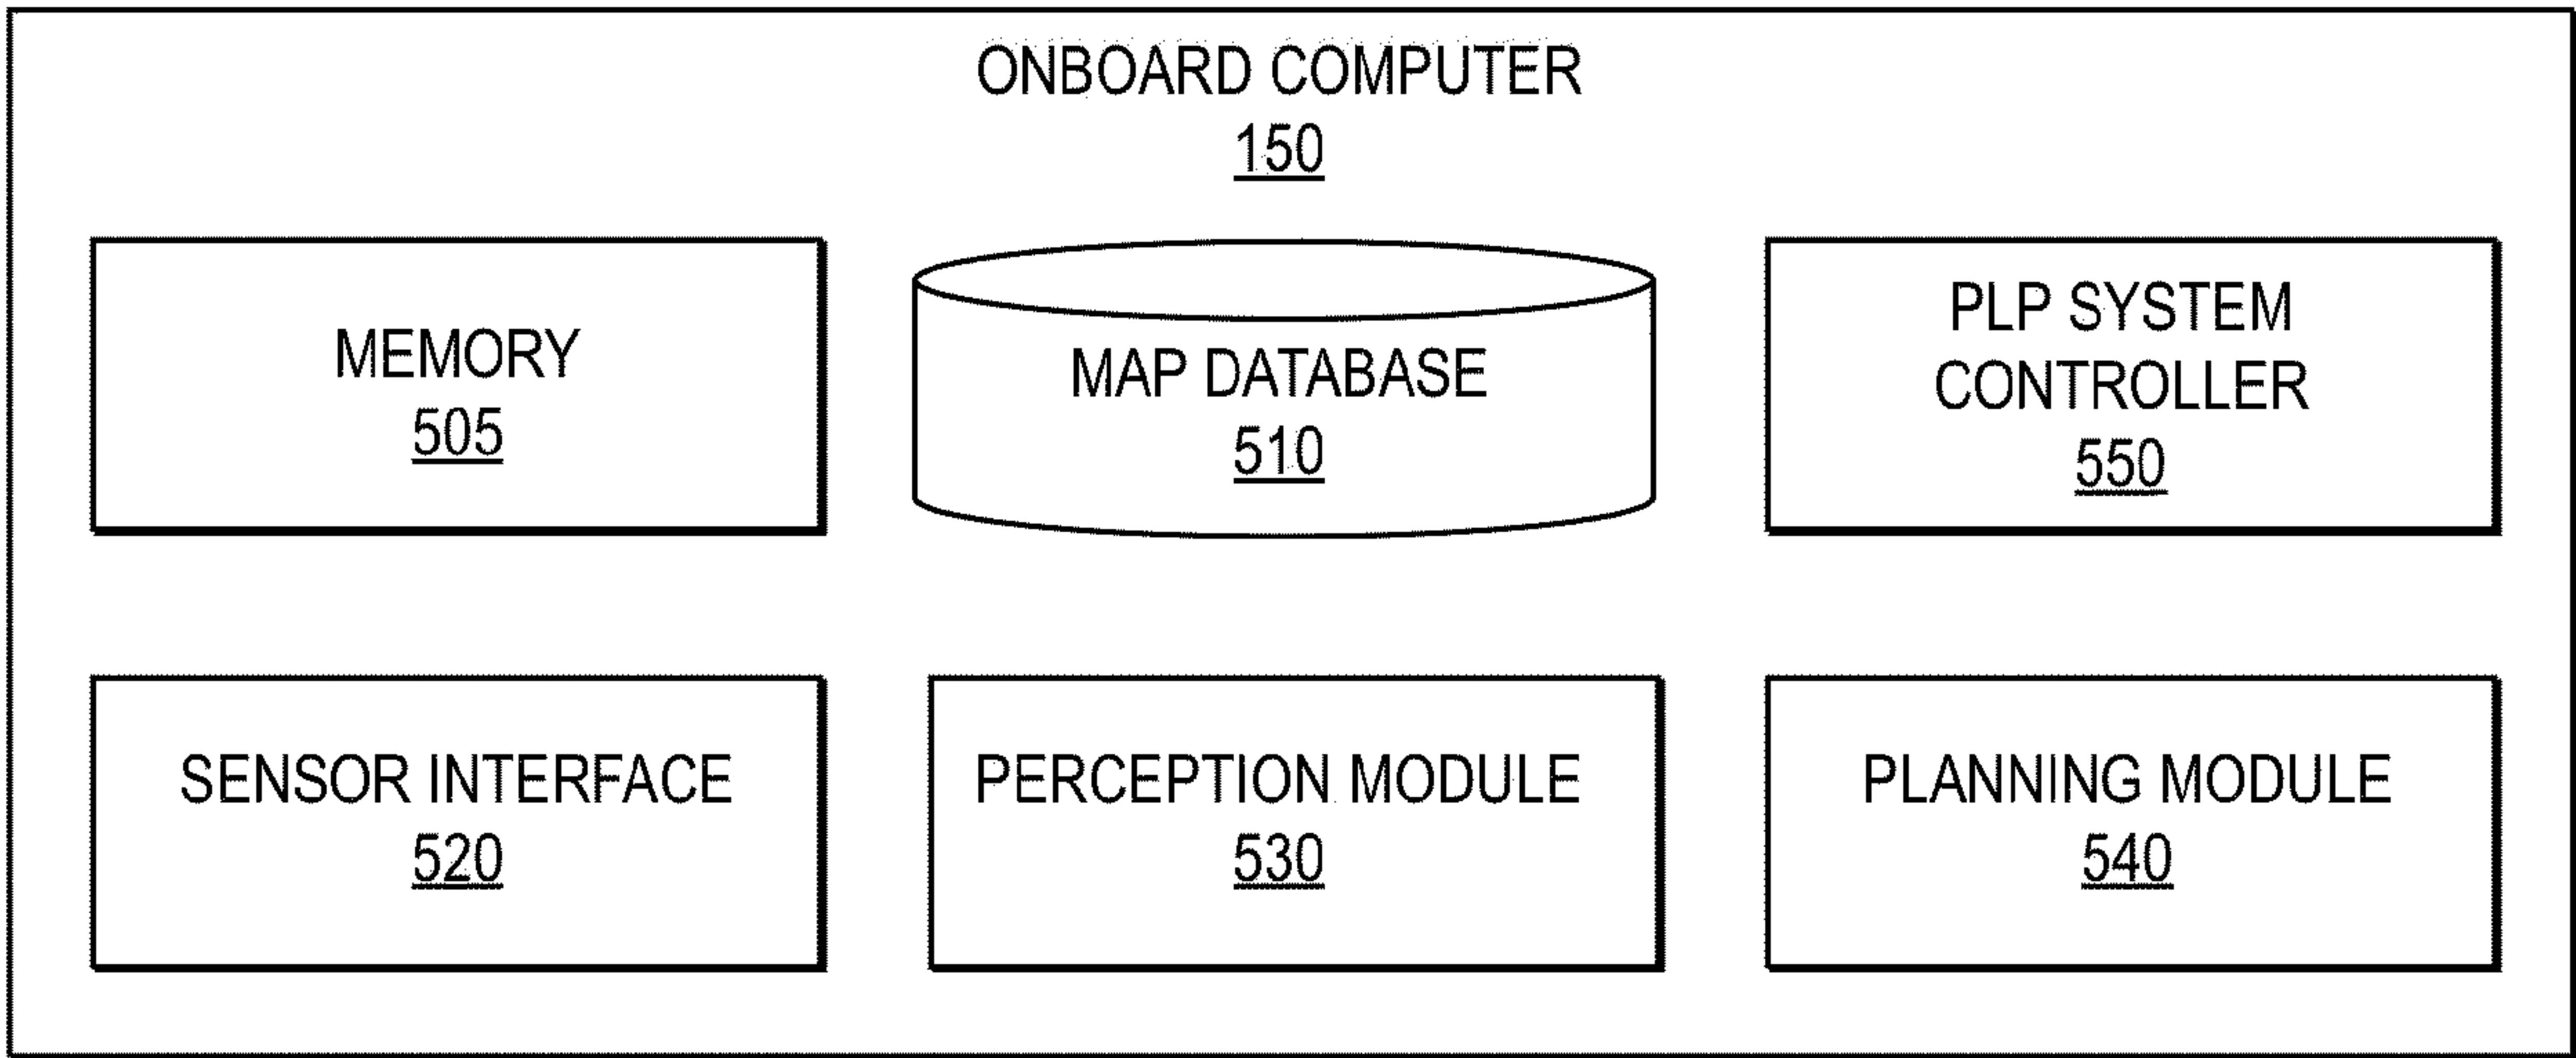 ONBOARD COMPUTER
150
MEMORY
505
MAP DATABASE
510
PLP SYSTEM
CONTROLLER
550
SENSOR INTERFACE
520
PERCEPTION MODULE
530
PLANNING MODULE
540